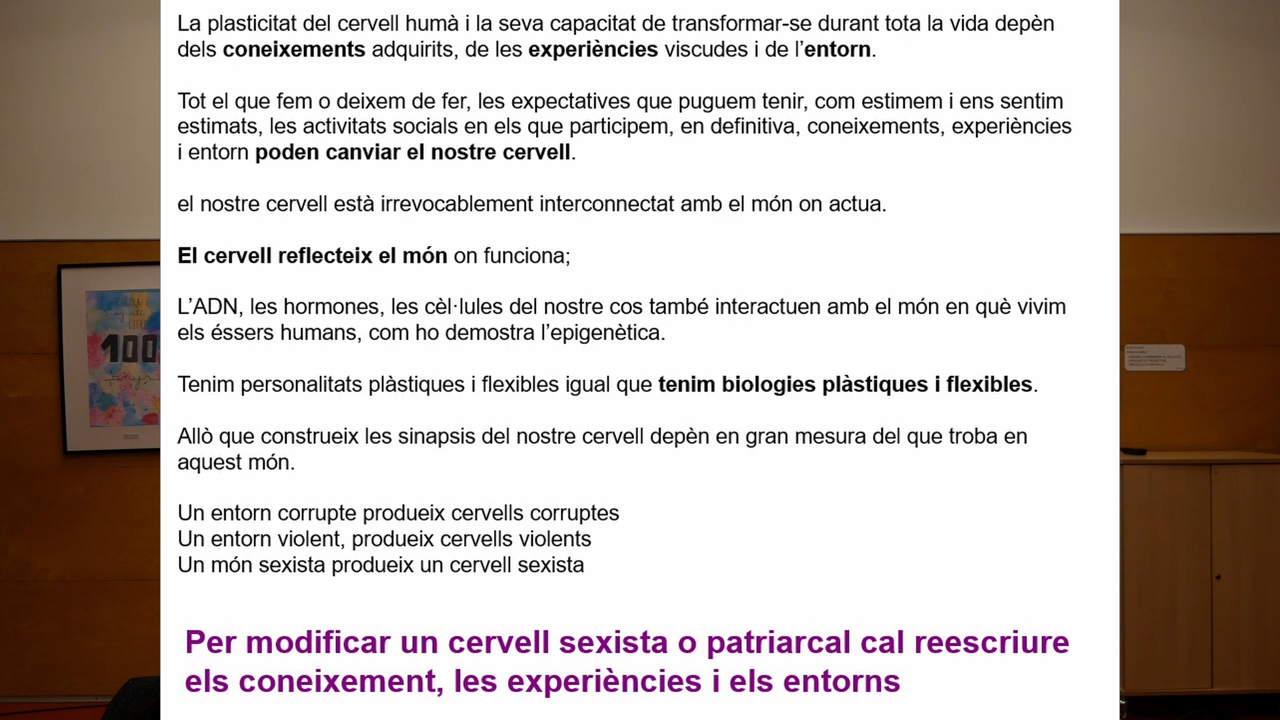 La plasticitat del cervell humà i la seva capacitat de transformar-se durant tota la vida depèn
dels coneixements adquirits, de les experiències viscudes i de l’entorn.
Tot el que fem o deixem de fer, les expectatives que puguem tenir, com estimem i ens sentim
estimats, les activitats socials en els que participem, en definitiva, coneixements, experiències
i entorn poden canviar el nostre cervell.
el nostre cervell està irrevocablement interconnectat amb el món on actua.
El cervell reflecteix el món on funciona;
L’ADN, les hormones, les cèl·lules del nostre cos també interactuen amb el món en què vivim
els éssers humans, com ho demostra l’epigenètica.
Tenim personalitats plàstiques i flexibles igual que tenim biologies plàstiques i flexibles.
Allò que construeix les sinapsis del nostre cervell depèn en gran mesura del que troba en
aquest món.
Un entorn corrupte produeix cervells corruptes
Un entorn violent, produeix cervells violents
Un món sexista produeix un cervell sexista
Per modificar un cervell sexista o patriarcal cal reescriure
els coneixement, les experiències i els entorns
100